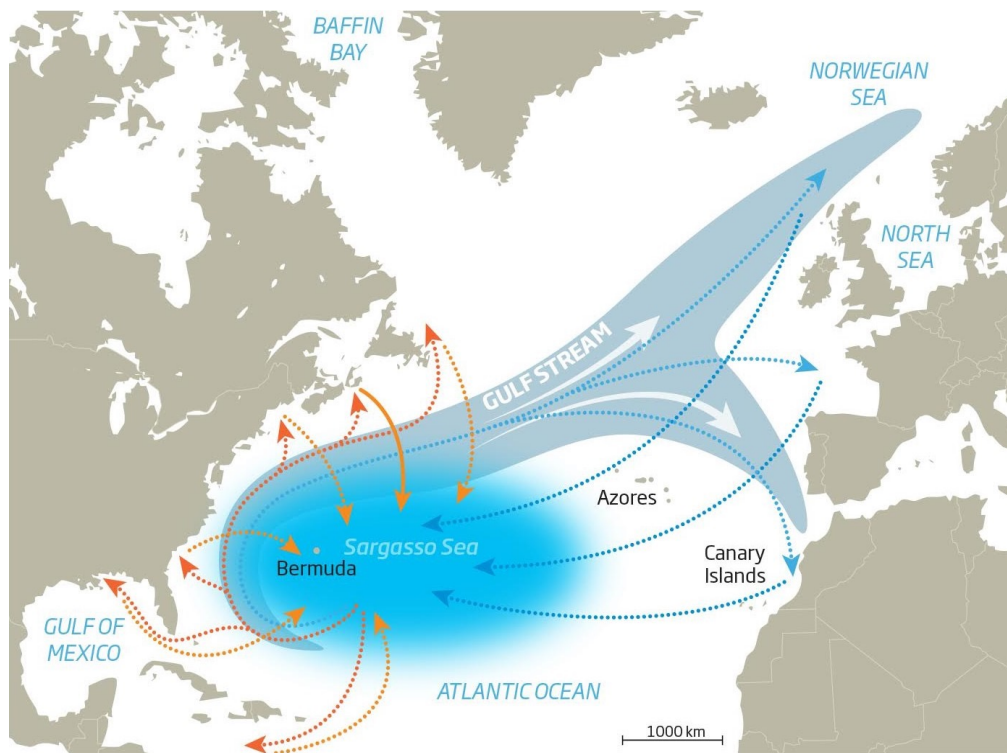 BAFFIN
BAY
NORWEGIAN
SEA
NORTH
SEA
GULF STREAM
Azores
Sargasso Sea
Bermuda
Canary
Islands
GULF OF
MEXICO
ATLANTIC OCEAN
1000 km